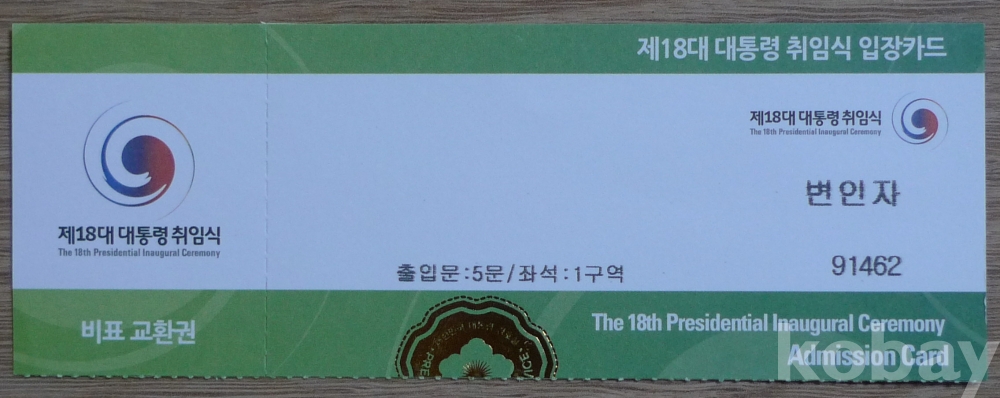 제18대 대통령 취임식 입장카드
제18대 대통령 취임식
The 18th Presidential Inaugural Ceremony
변인자
91462
출입문:5문/좌석:1구역
The 18th Presidential Inaugural Ceremony
Admission Card
제18대 대통령 취임식
The 18th Presidential Inaugural Ceremony
비표 교환권
kobay